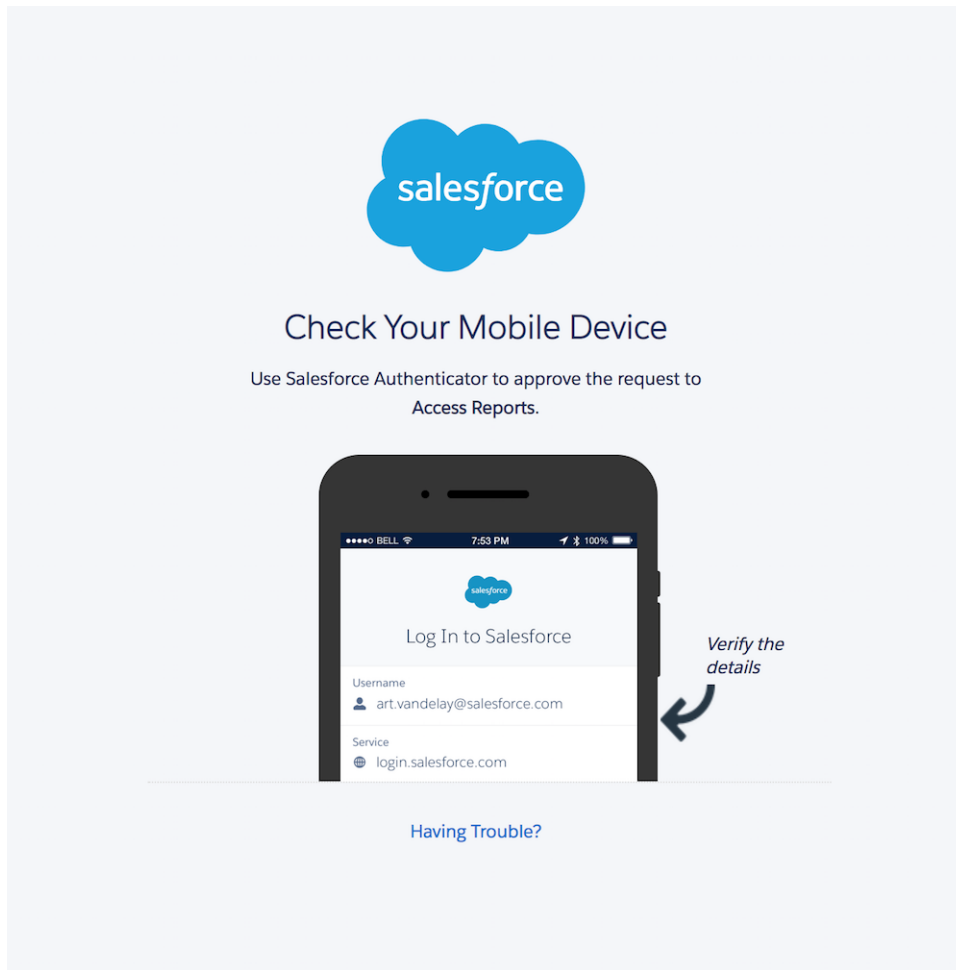 salesforce
Check Your Mobile Device
Use Salesforce Authenticator to approve the request to
Access Reports.
BELL 7:53 PM 100%
salesforce
Log In to Salesforce
Username
art.vandelay@salesforce.com
Service
login.salesforce.com
Verify the
details
Having Trouble?